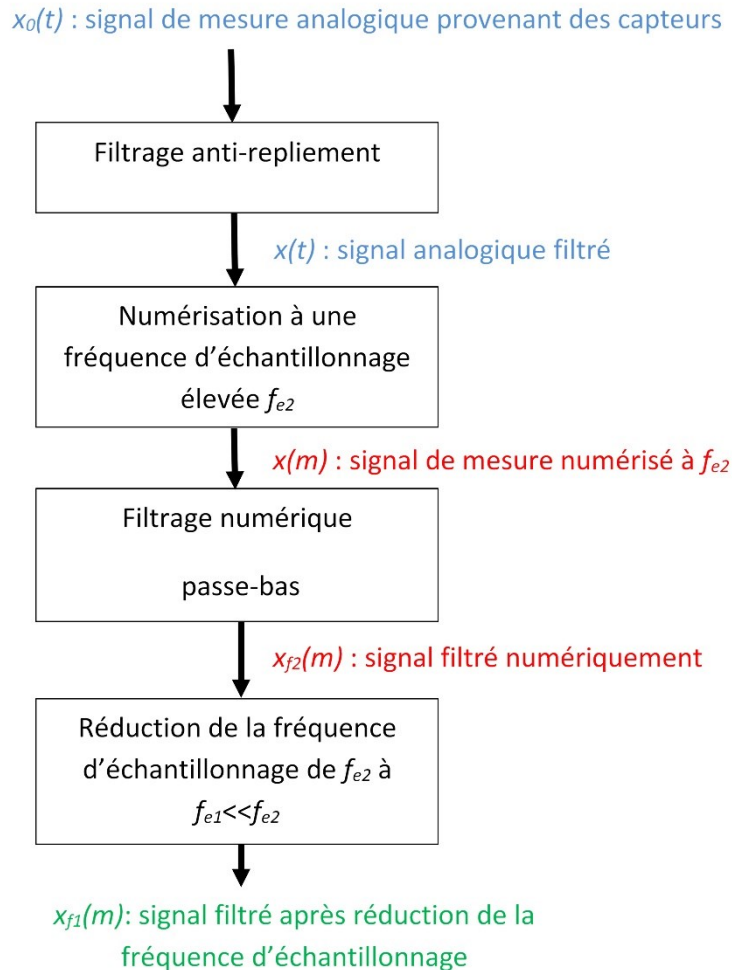 x0(t) : signal de mesure analogique provenant des capteurs
Filtrage anti-repliement
x(t) : signal analogique filtré
Numérisation à une
fréquence d'échantillonnage
élevée fe2
x(m) : signal de mesure numérisé à fe2
Filtrage numérique
passe-bas
xf2(m) : signal filtré numériquement
Réduction de la fréquence
d'échantillonnage de fe2 à
fe1<<fe2
xf1(m): signal filtré après réduction de la
fréquence d'échantillonnage